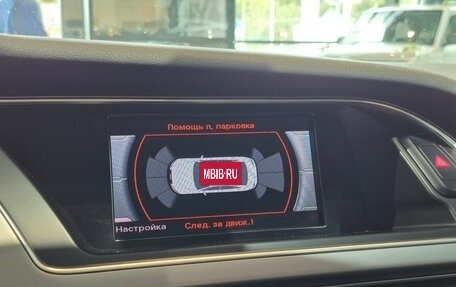 Помощь п. парковке
MBIB.RU
След. за движ.!
Настройка